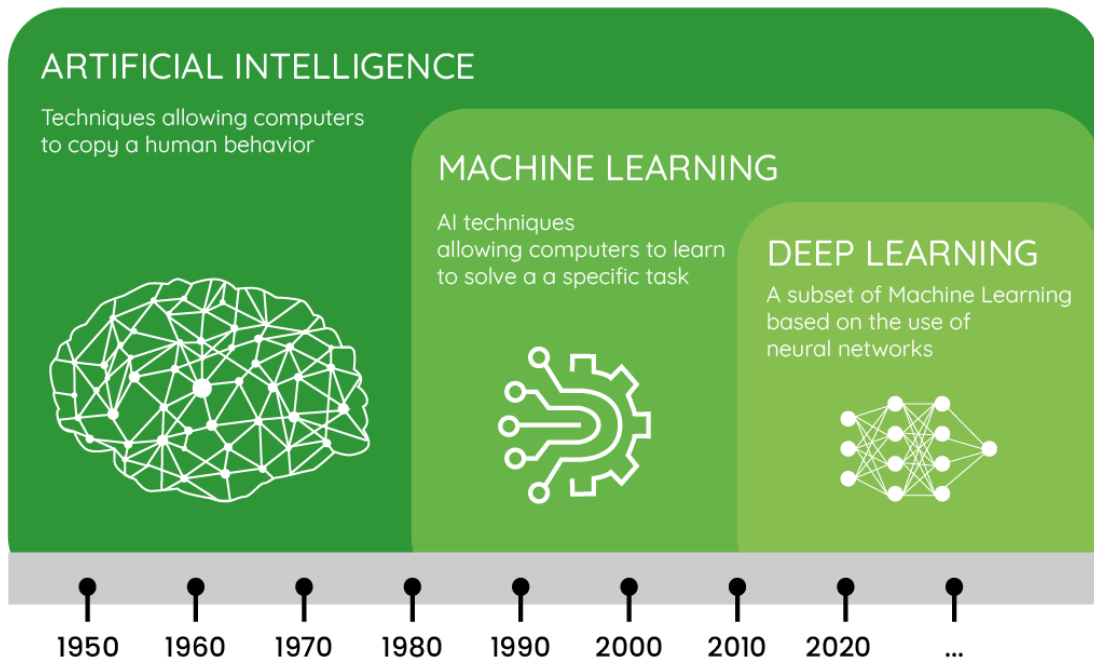 ARTIFICIAL INTELLIGENCE
Techniques allowing computers
to copy a human behavior
MACHINE LEARNING
AI techniques
allowing computers to learn
to solve a a specific task
DEEP LEARNING
A subset of Machine Learning
based on the use of
neural networks
1950 1960 1970 1980 1990 2000 2010 2020 ...